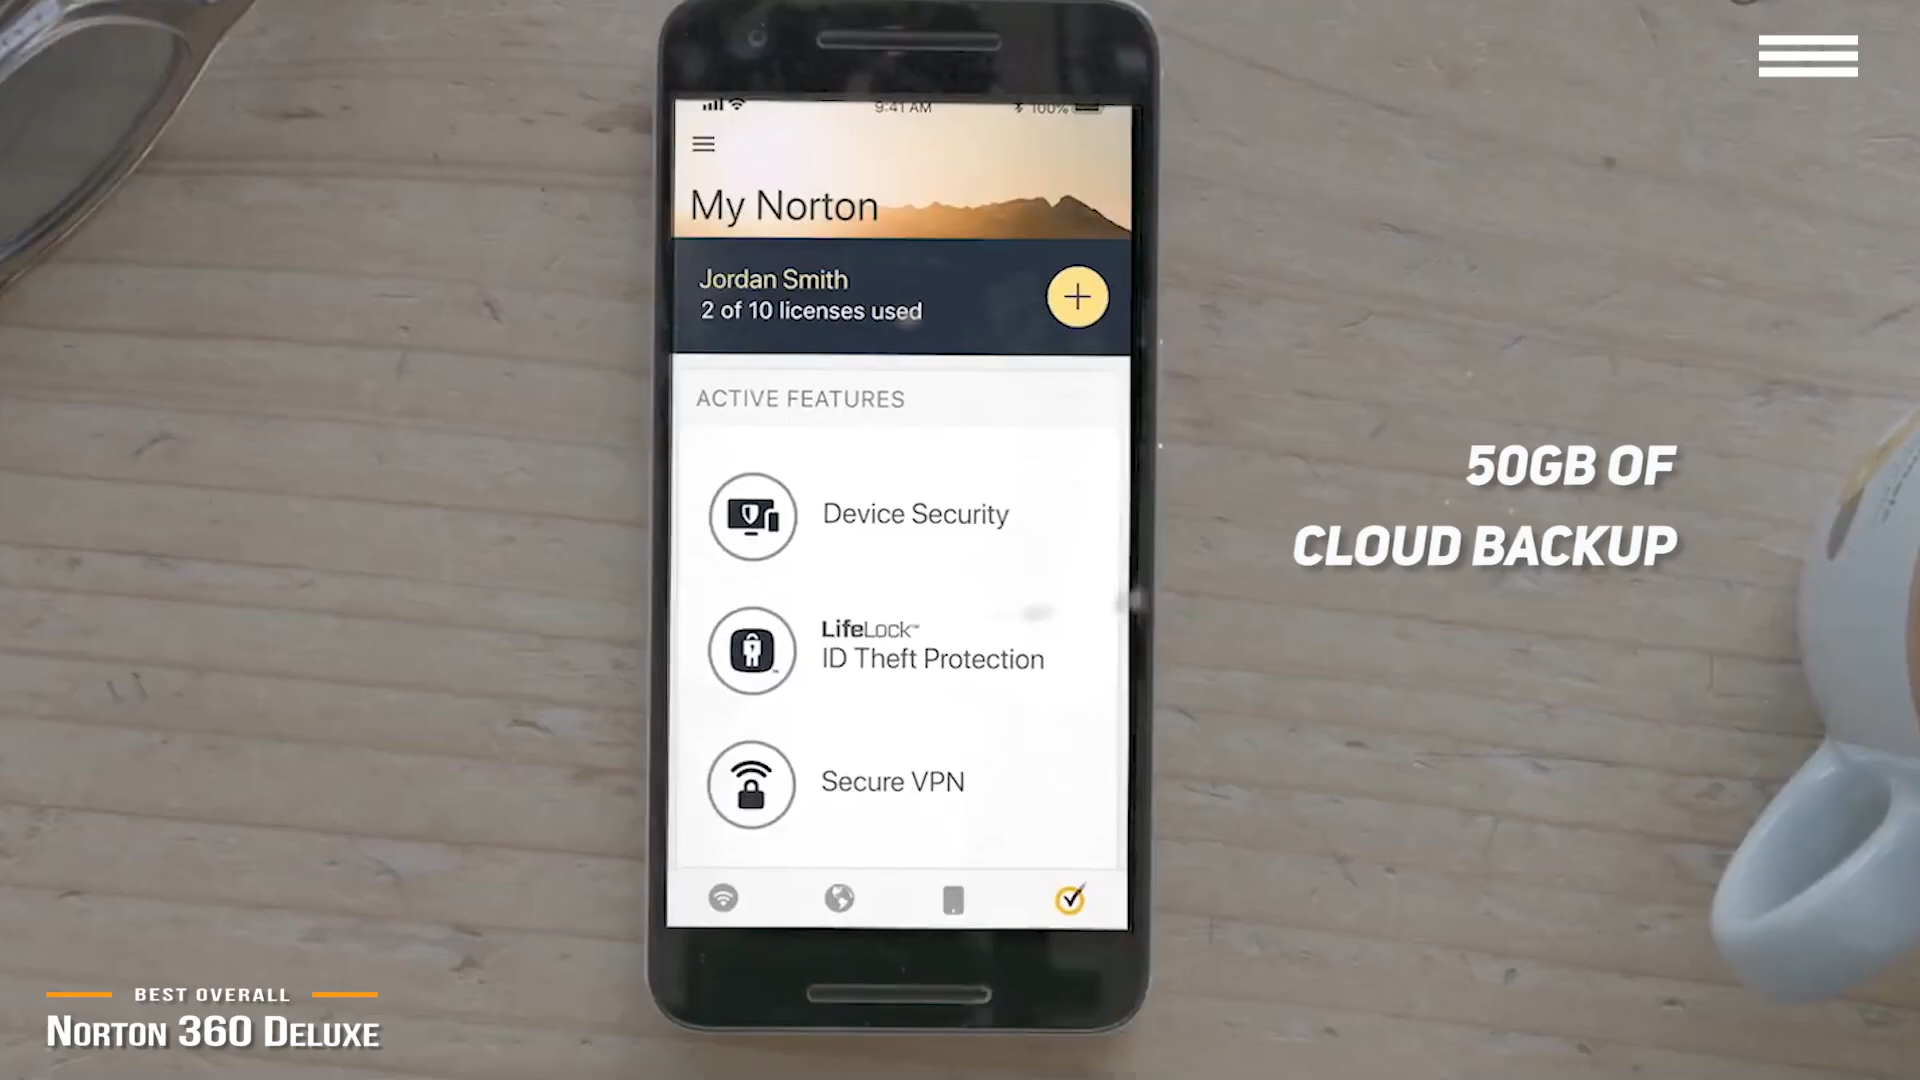 9:41 AM
100%
My Norton
Jordan Smith
2 of 10 licenses used
ACTIVE FEATURES
Device Security
LifeLock™
ID Theft Protection
Secure VPN
50GB OF
CLOUD BACKUP
BEST OVERALL
NORTON 360 DELUXE